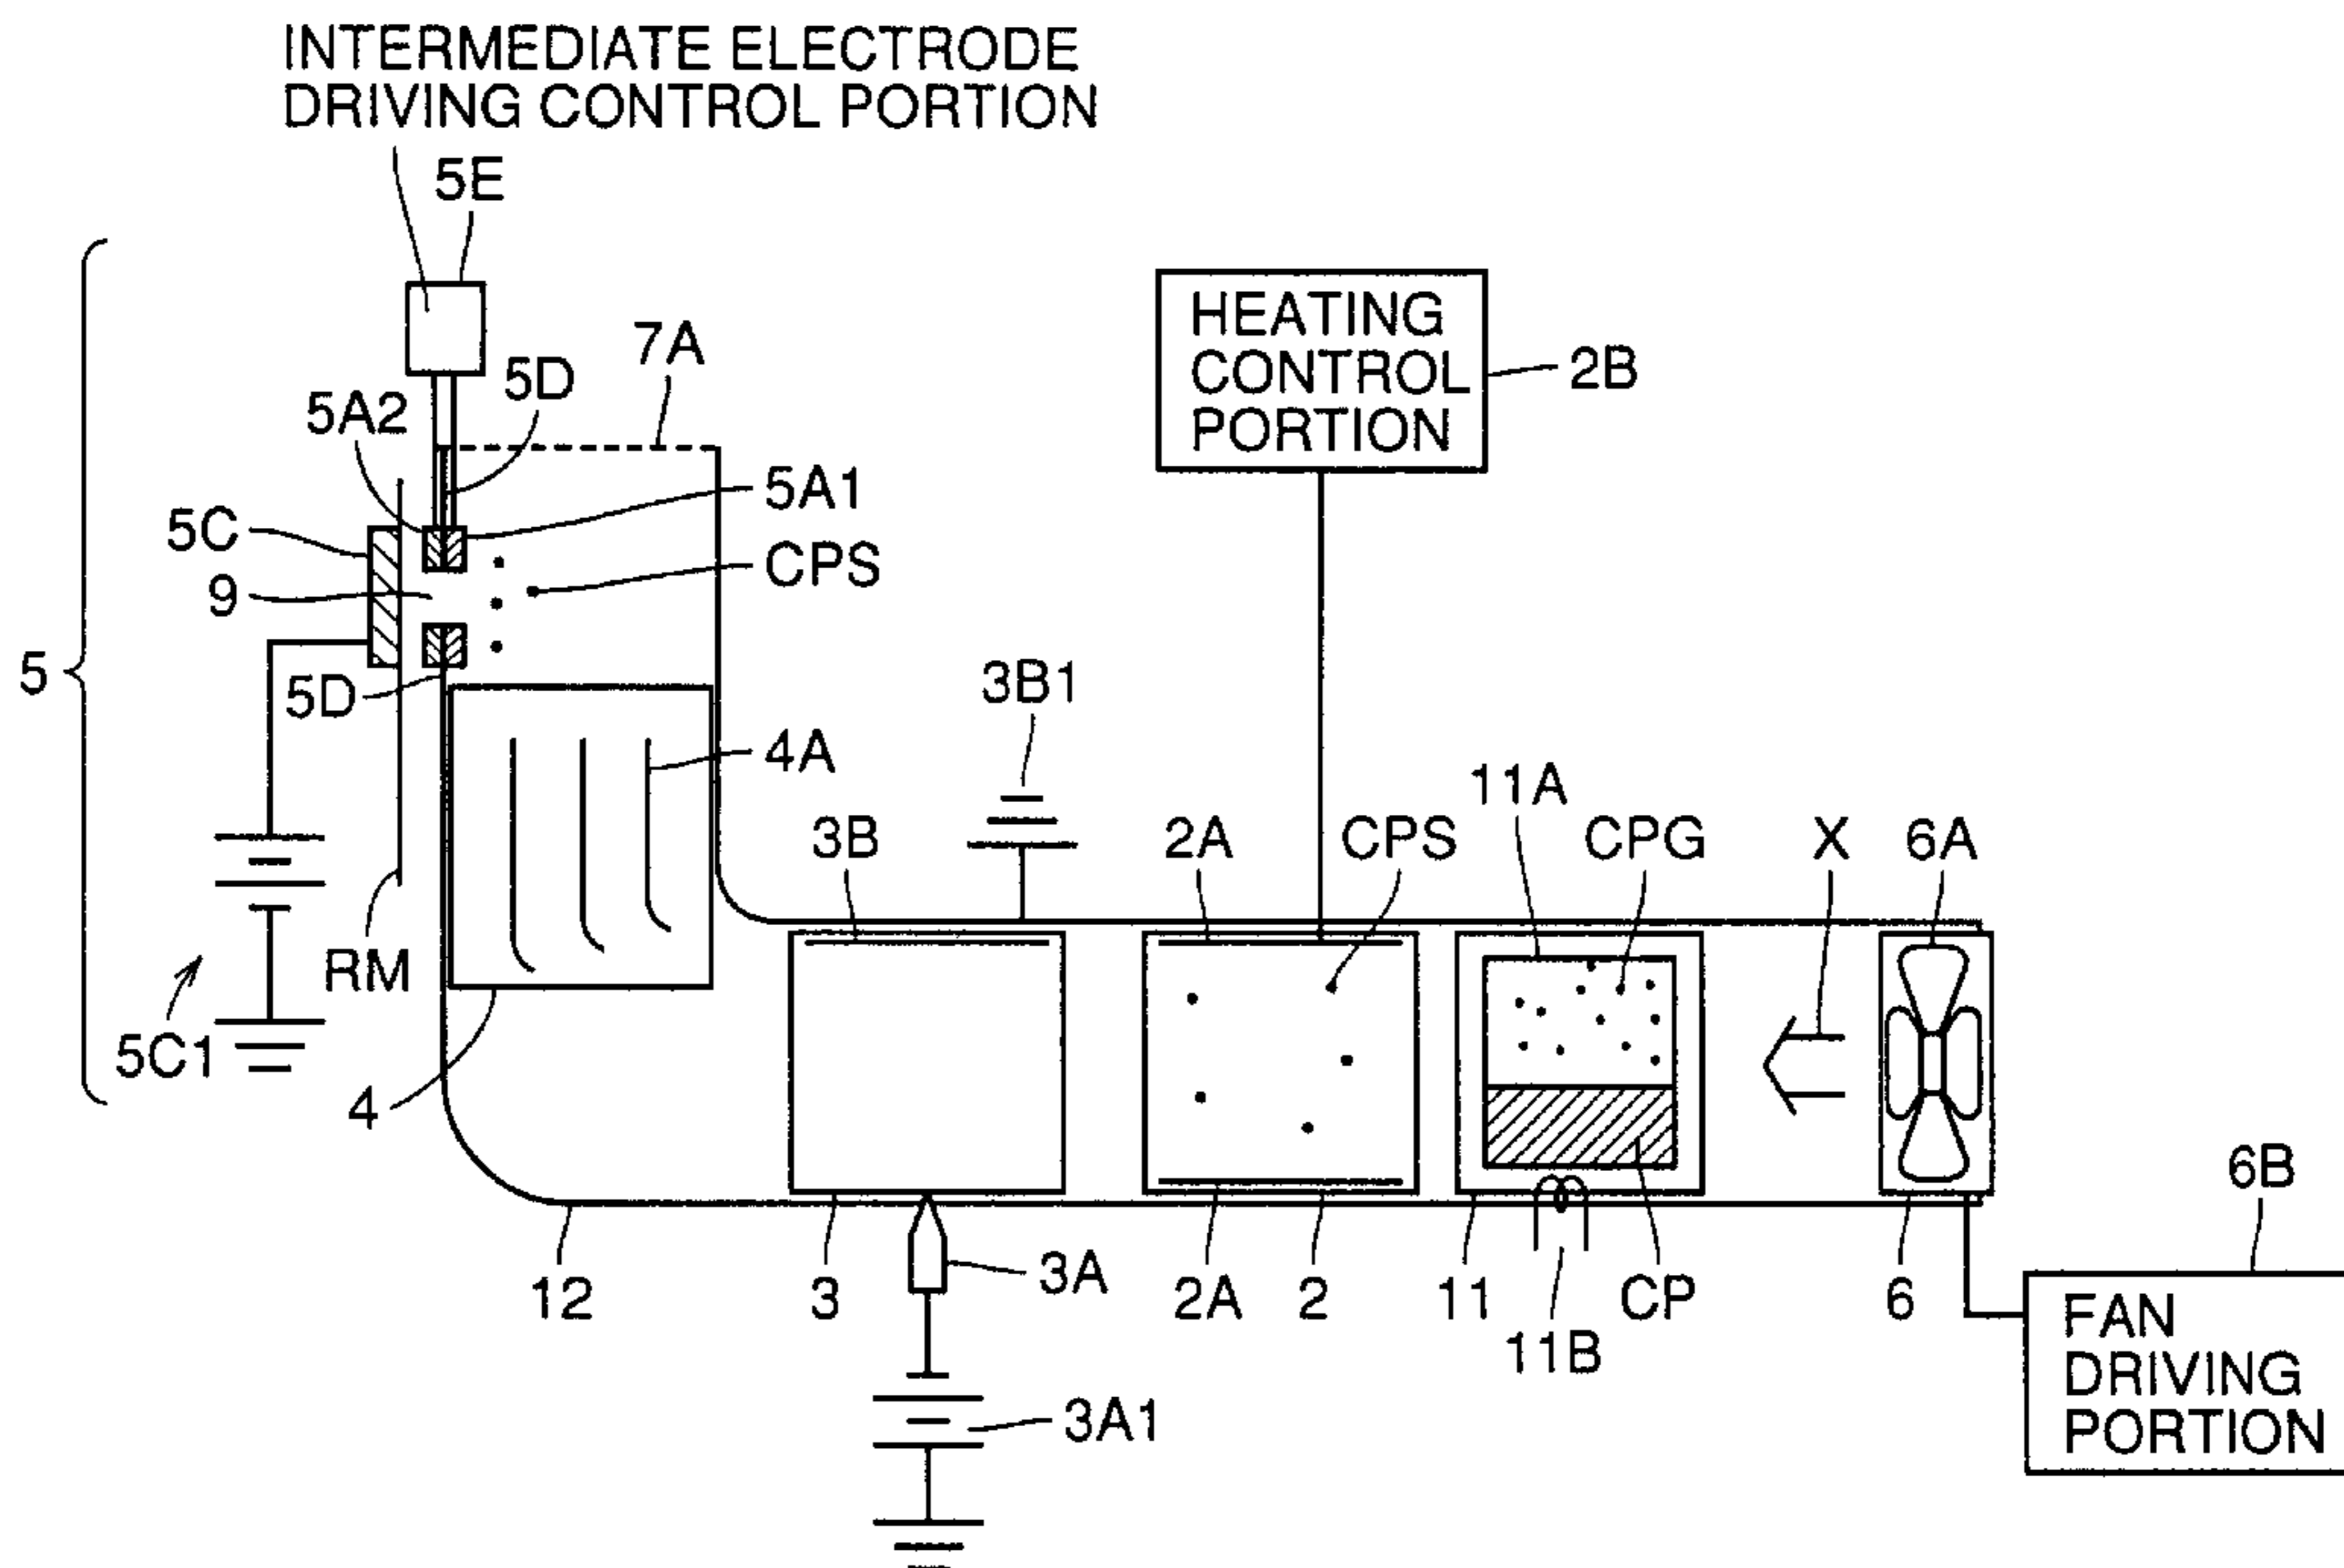 INTERMEDIATE ELECTRODE
DRIVING CONTROL PORTION
5E
7A
5D
5A2
5A1
5C
CPS
9
5
5D
4A
RM
5C1
4
HEATING
CONTROL
PORTION
2B
3B1
3B
2A
CPS
11A
CPG
X
6A
12
3
3A
2A
2
11
11B
CP
6
6B
3A1
FAN
DRIVING
PORTION